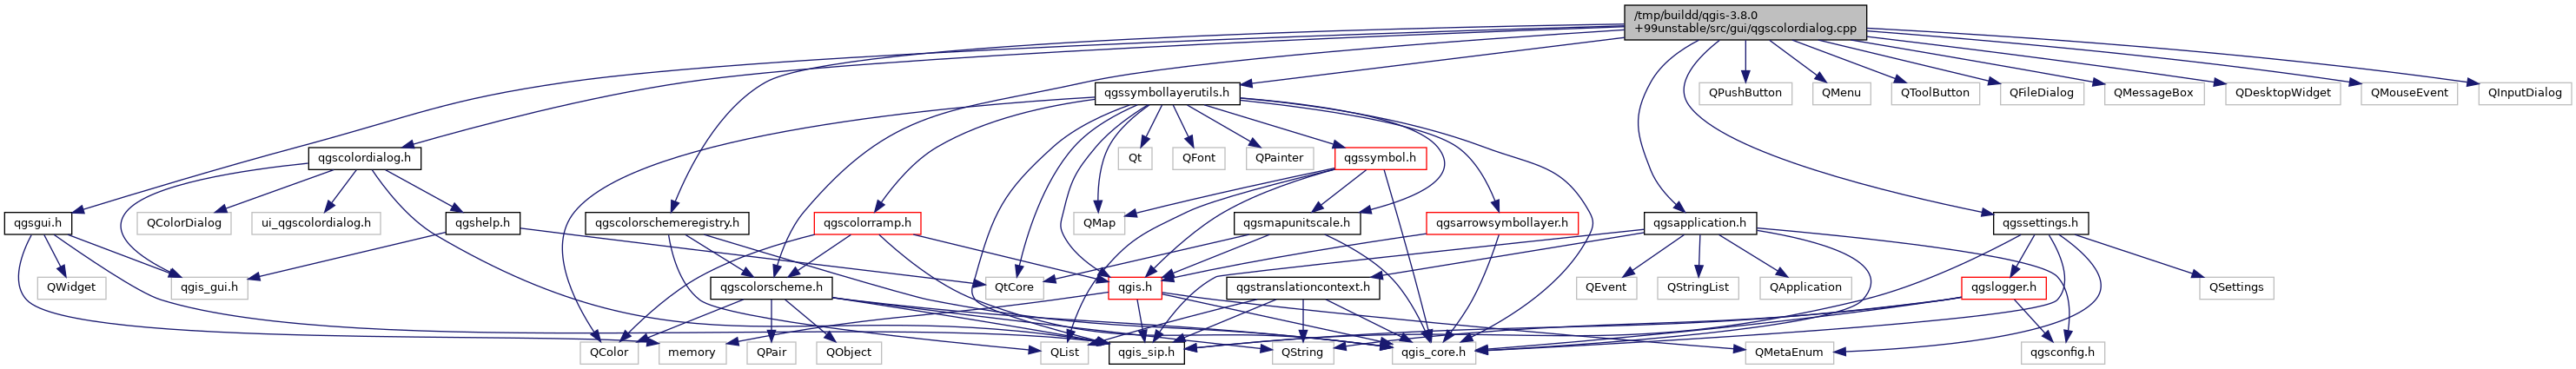 /tmp/buildd/qgis-3.8.0
+99unstable/src/gui/qgscolordialog.cpp
qgssymbollayerutils.h
QPushButton
QMenu
QToolButton
QFileDialog
QMessageBox
QDesktopWidget
QMouseEvent
QInputDialog
qgscolordialog.h
Qt
QFont
QPainter
qgssymbol.h
qgsgui.h
QColorDialog
ui_qgscolordialog.h
qgshelp.h
qgscolorschemeregistry.h
qgscolorramp.h
QMap
qgsmapunitscale.h
qgsarrowsymbollayer.h
qgsapplication.h
qgssettings.h
QWidget
qgis_gui.h
qgscolorscheme.h
QtCore
qgis.h
qgstranslationcontext.h
QEvent
QStringList
QApplication
qgslogger.h
QSettings
QColor
memory
QPair
QObject
QList
qgis_sip.h
QString
qgis_core.h
QMetaEnum
qgsconfig.h